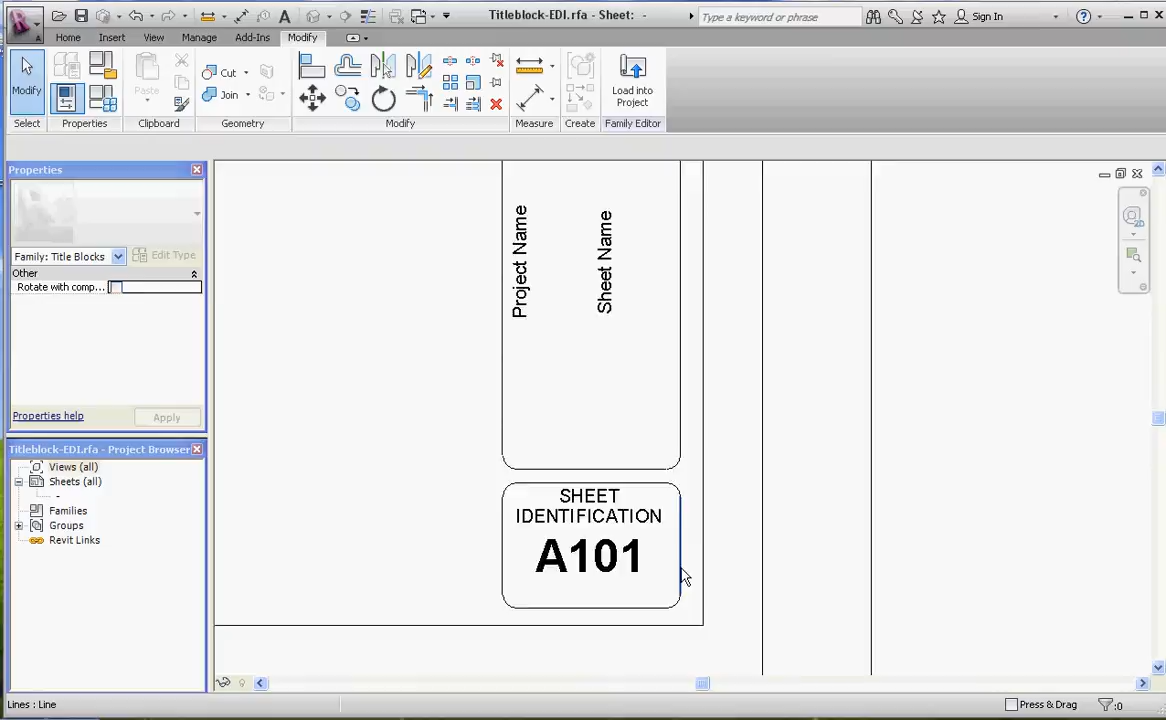 Titleblock-EDI.rfa - Sheet: -
Type a keyword or phrase
Sign In
Home
Insert
View
Manage
Add-Ins
Modify
Modify
Paste
Cut
Join
Load into
Project
Select
Properties
Clipboard
Geometry
Modify
Measure
Create
Family Editor
Properties
Family: Title Blocks
Edit Type
Other
Rotate with comp...
Properties help
Apply
Titleblock-EDI.rfa - Project Browser
Views (all)
Sheets (all)
-
Families
Groups
Revit Links
Project Name
Sheet Name
SHEET
IDENTIFICATION
A101
Lines : Line
Press & Drag
:0